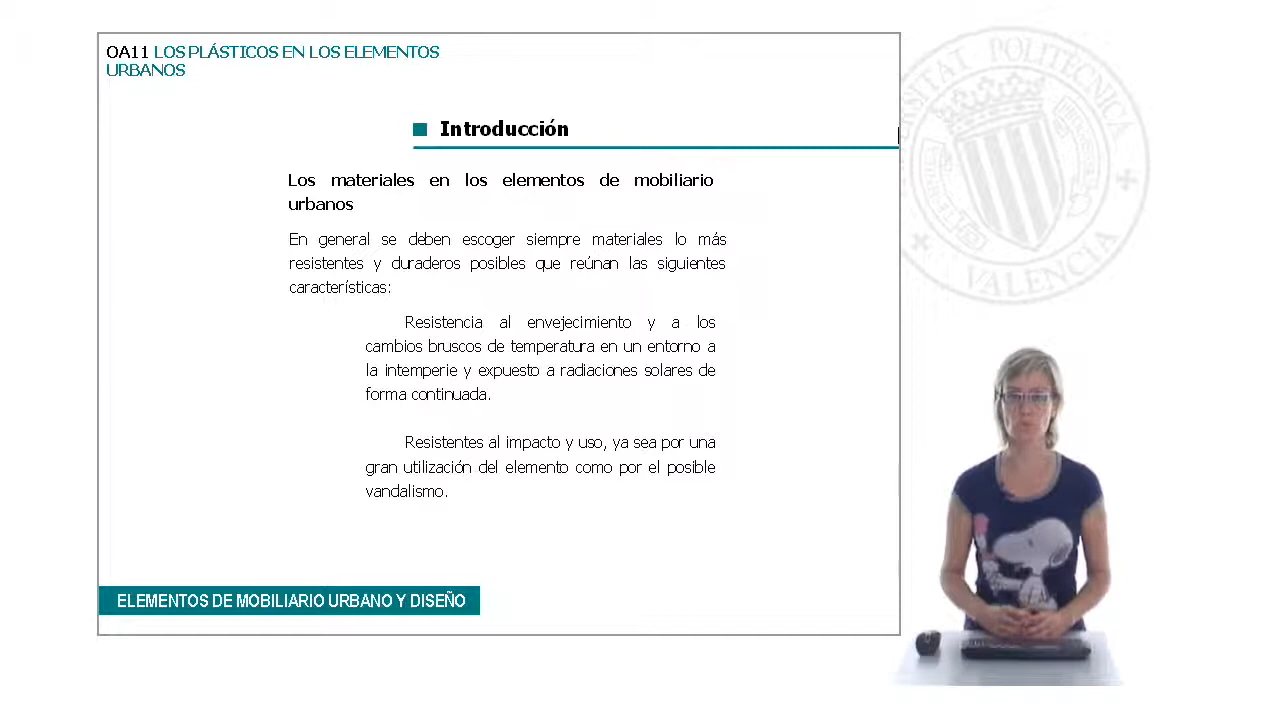 OA11 LOS PLÁSTICOS EN LOS ELEMENTOS
URBANOS
Introducción
Los materiales en los elementos de mobiliario
urbanos
En general se deben escoger siempre materiales lo más
resistentes y duraderos posibles que reúnan las siguientes
características:
Resistencia al envejecimiento y a los
cambios bruscos de temperatura en un entorno a
la intemperie y expuesto a radiaciones solares de
forma continuada.
Resistentes al impacto y uso, ya sea por una
gran utilización del elemento como por el posible
vandalismo.
ELEMENTOS DE MOBILIARIO URBANO Y DISEÑO
POLITECNICA
VALENCIA